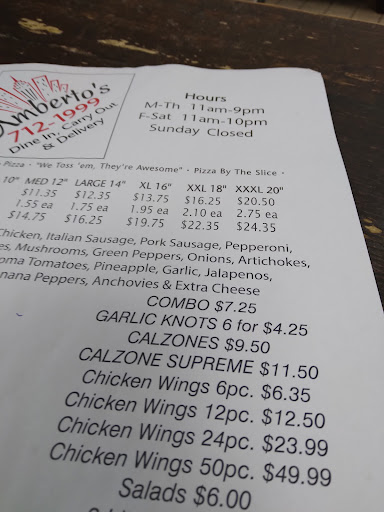 Amberto's
712-1999
Dine In, Carry Out
& Delivery
Hours
M-Th 11am-9pm
F-Sat 11am-10pm
Sunday Closed
Pizza · "We Toss 'em, They're Awesome" · Pizza By The Slice ·
10" MED 12" LARGE 14" XL 16" XXL 18" XXXL 20"
$11.35 $12.35 $13.75 $16.25 $20.50
1.55 ea 1.75 ea 1.95 ea 2.10 ea 2.75 ea
$14.75 $16.25 $19.75 $22.35 $24.35
Chicken, Italian Sausage, Pork Sausage, Pepperoni,
Mushrooms, Green Peppers, Onions, Artichokes,
Tomatoes, Pineapple, Garlic, Jalapenos,
Peppers, Anchovies & Extra Cheese
COMBO $7.25
GARLIC KNOTS 6 for $4.25
CALZONES $9.50
CALZONE SUPREME $11.50
Chicken Wings 6pc. $6.35
Chicken Wings 12pc. $12.50
Chicken Wings 24pc. $23.99
Chicken Wings 50pc. $49.99
Salads $6.00